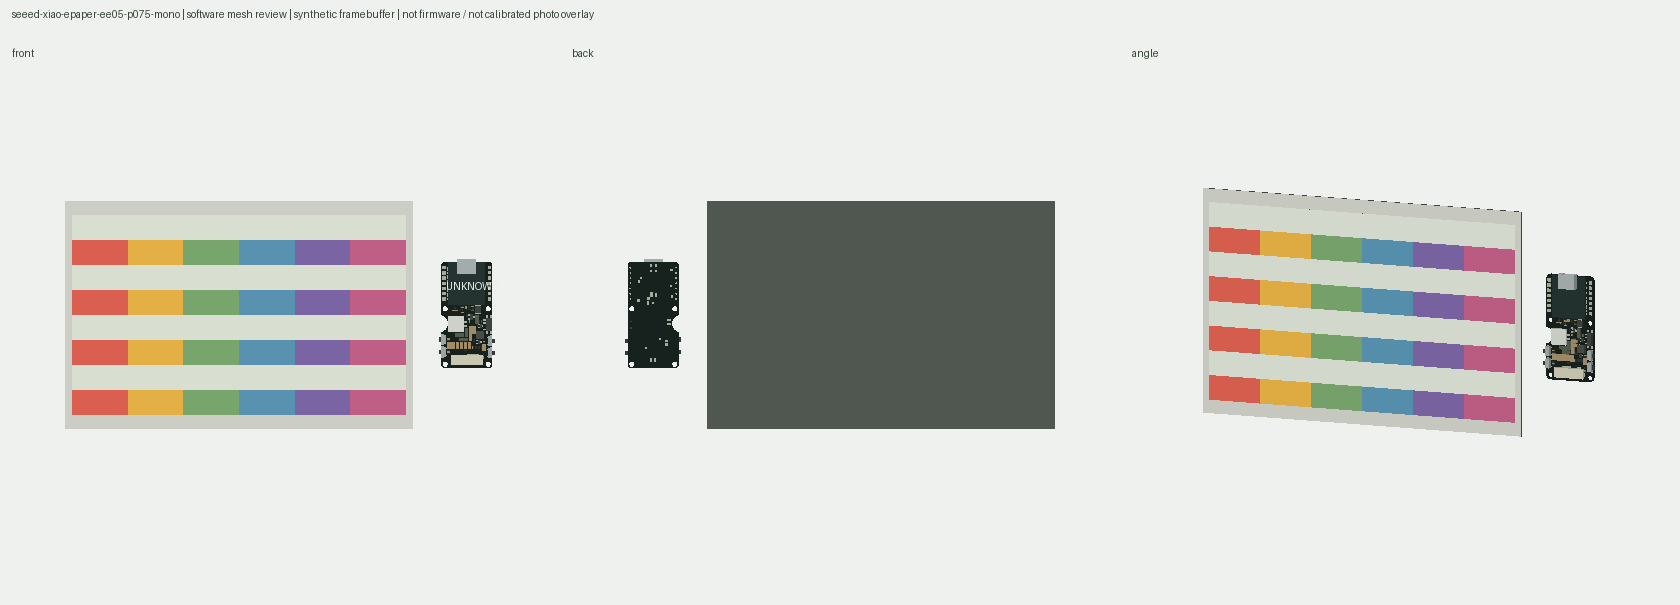 seeed-xiao-epaper-ee05-p075-mono | software mesh review | synthetic framebuffer | not firmware / not calibrated photo overlay
front
back
angle
UNKNOW